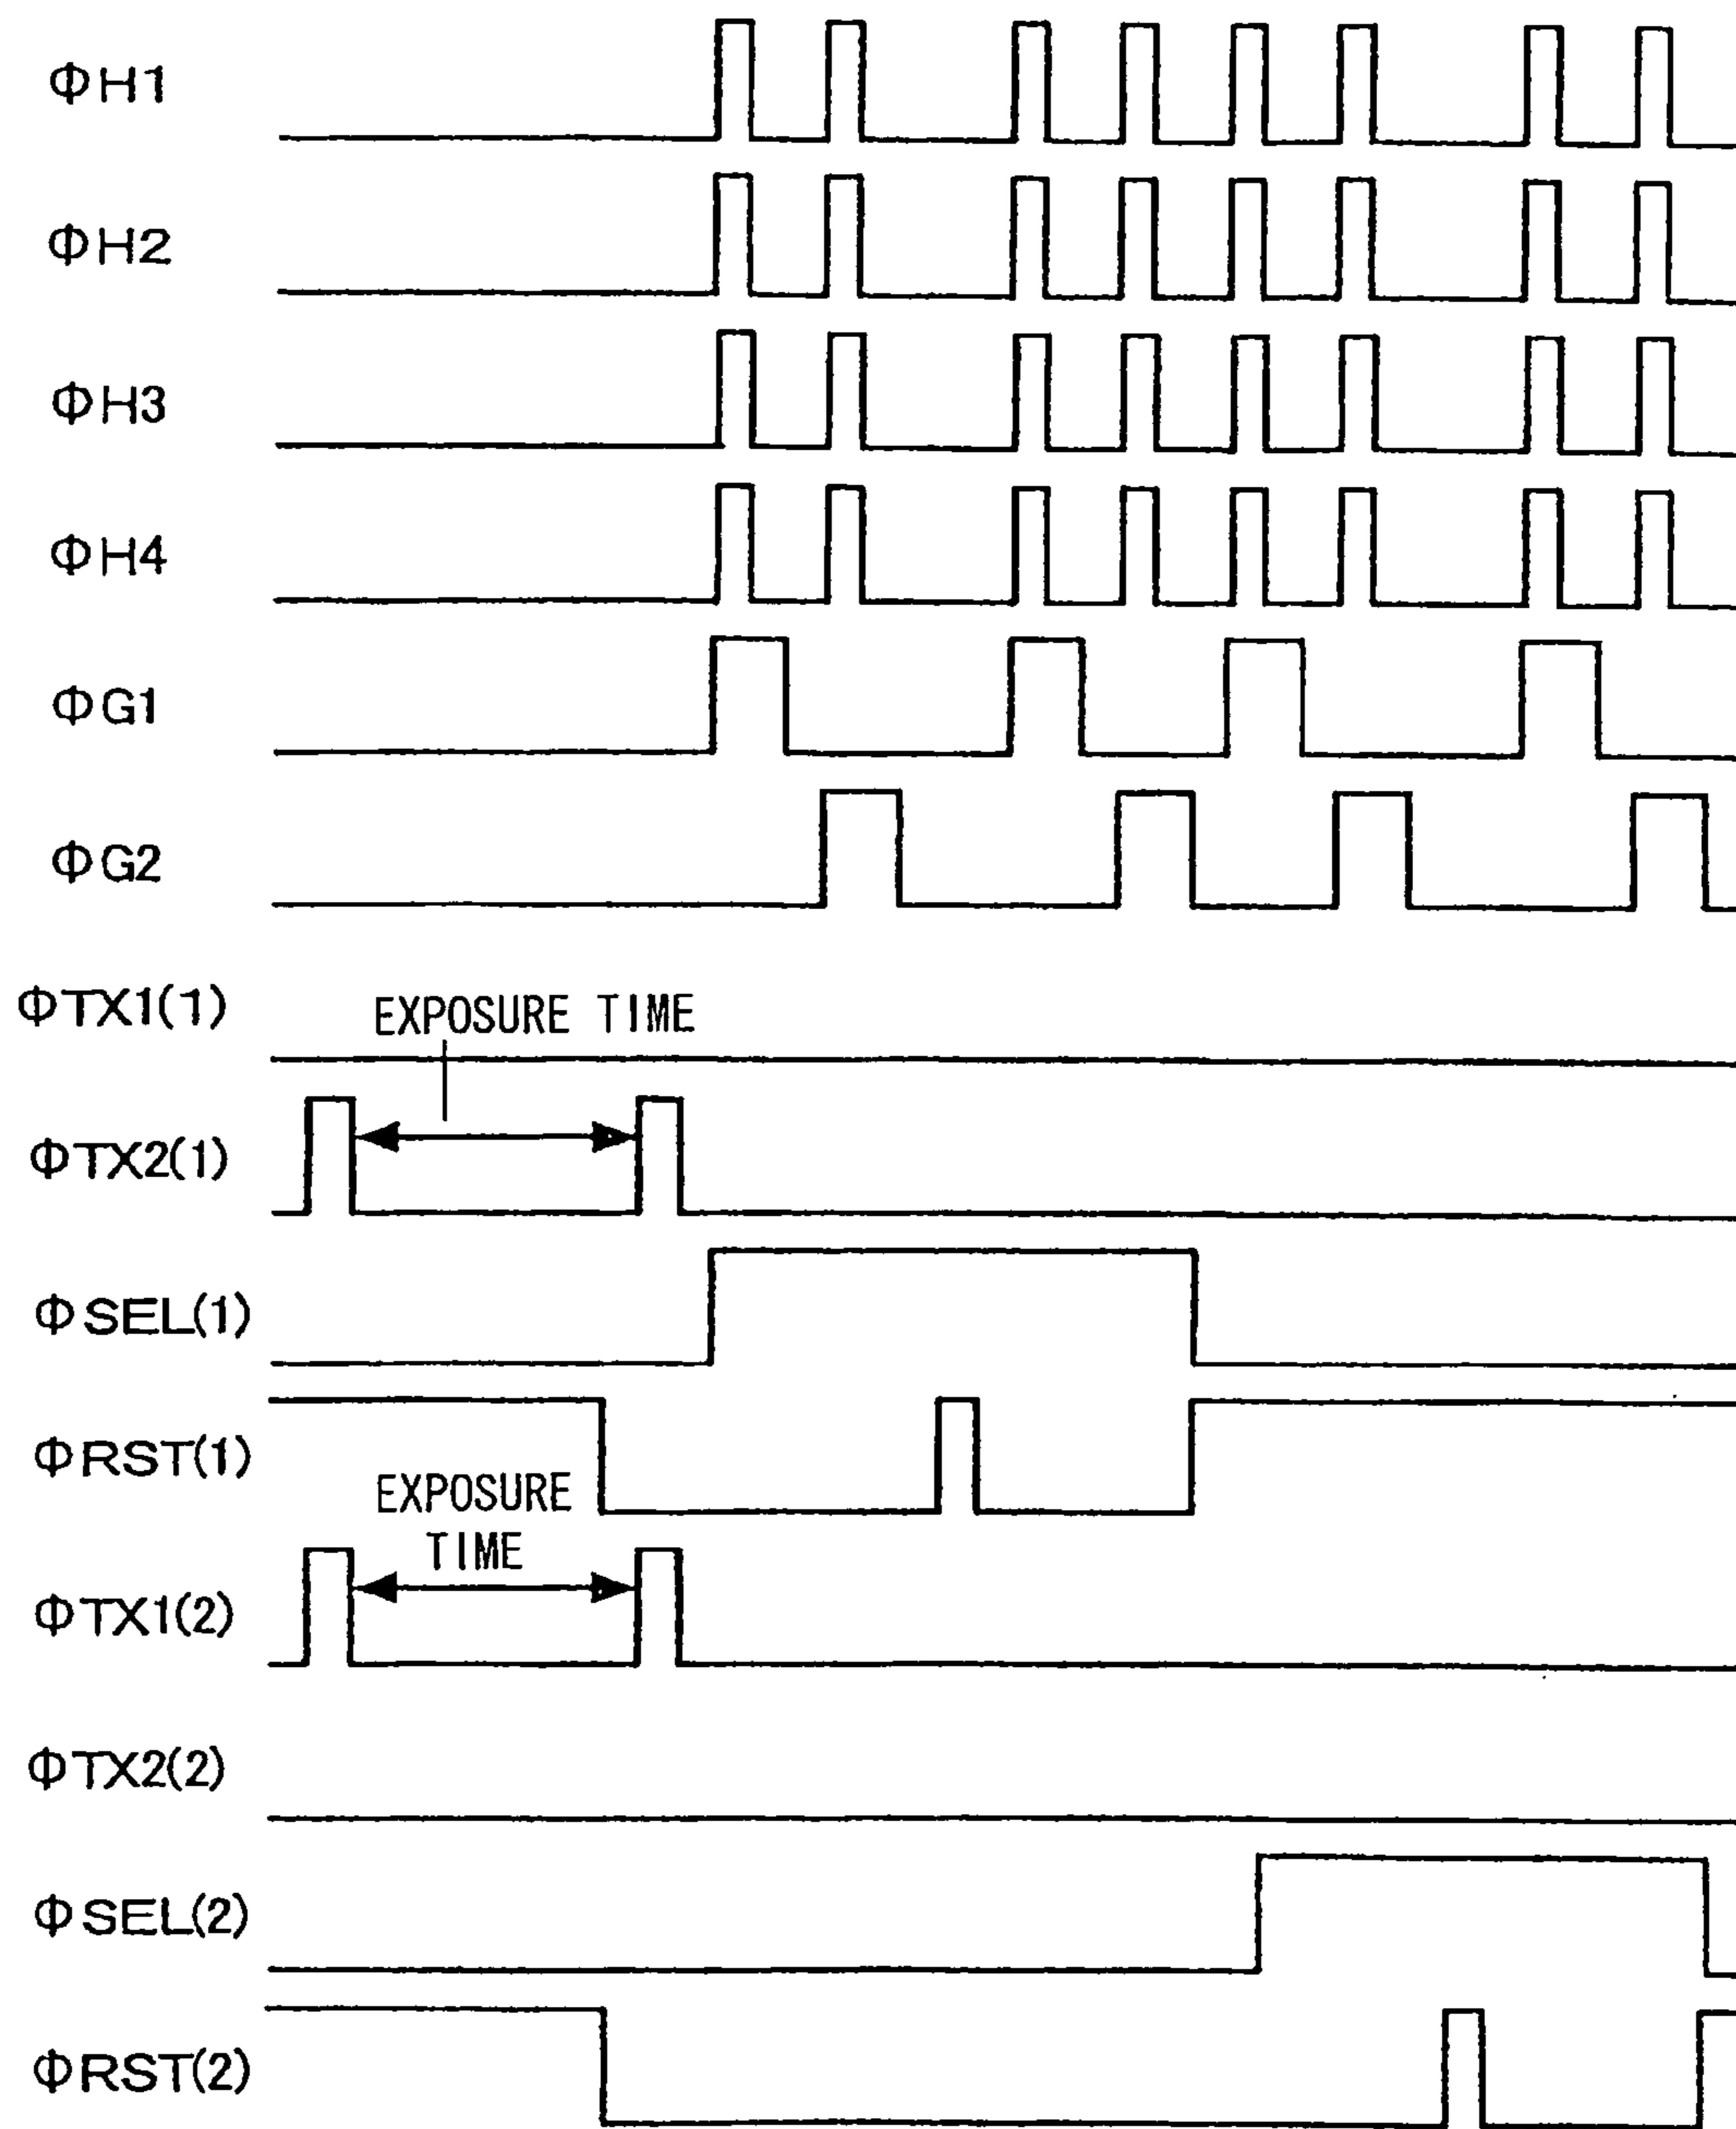 ΦH1
ΦH2
ΦH3
ΦH4
ΦG1
ΦG2
ΦTX1(1)
EXPOSURE TIME
ΦTX2(1)
ΦSEL(1)
ΦRST(1)
EXPOSURE
TIME
ΦTX1(2)
ΦTX2(2)
ΦSEL(2)
ΦRST(2)